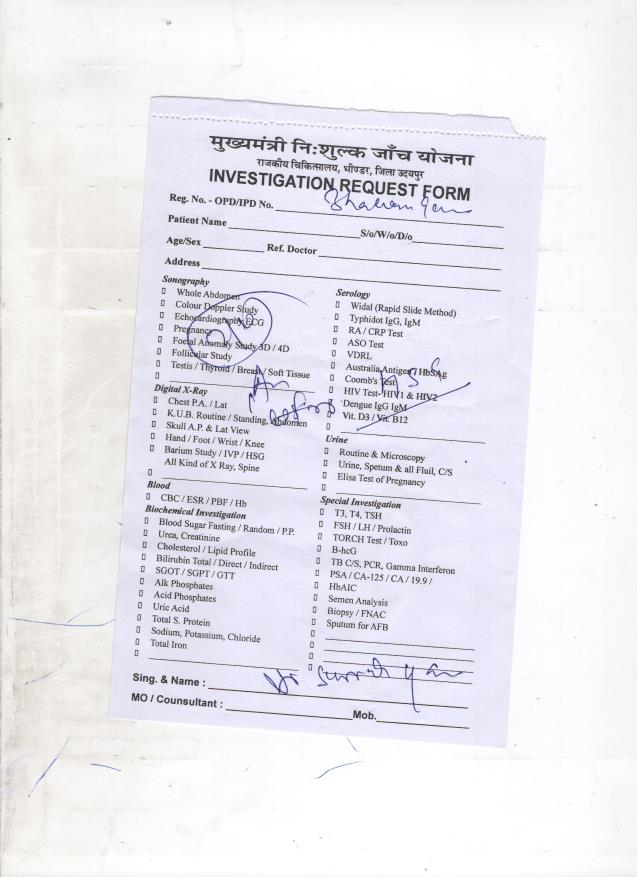 मुख्यमंत्री निःशुल्क जाँच योजना
राजकीय चिकित्सालय, भीण्डर, जिला उदयपुर
INVESTIGATION REQUEST FORM
Reg. No. - OPD/IPD No.
Patient Name S/o/W/o/D/o
Age/Sex Ref. Doctor
Address
Sonography
Whole Abdomen
Colour Doppler Study
Echocardiography ECG
Pregnancy
Foetal Anomaly Study 3D / 4D
Follicular Study
Testis / Thyroid / Breast / Soft Tissue
Digital X-Ray
Chest P.A. / Lat
K.U.B. Routine / Standing, Abdomen
Skull A.P. & Lat View
Hand / Foot / Wrist / Knee
Barium Study / IVP / HSG
All Kind of X Ray, Spine
Blood
CBC / ESR / PBF / Hb
Biochemical Investigation
Blood Sugar Fasting / Random / P.P.
Urea, Creatinine
Cholesterol / Lipid Profile
Bilirubin Total / Direct / Indirect
SGOT / SGPT / GTT
Alk Phosphates
Acid Phosphates
Uric Acid
Total S. Protein
Sodium, Potassium, Chloride
Total Iron
Serology
Widal (Rapid Slide Method)
Typhidot IgG, IgM
RA / CRP Test
ASO Test
VDRL
Australia Antigen / HbSAg
Coomb's Test
HIV Test- HIV1 & HIV2
Dengue IgG IgM
Vit. D3 / Vit. B12
Urine
Routine & Microscopy
Urine, Spetum & all Fluil, C/S
Elisa Test of Pregnancy
Special Investigation
T3, T4, TSH
FSH / LH / Prolactin
TORCH Test / Toxo
B-hcG
TB C/S, PCR, Gamma Interferon
PSA / CA-125 / CA / 19.9 /
HbAIC
Semen Analysis
Biopsy / FNAC
Sputum for AFB
Sing. & Name :
MO / Counsultant : Mob.